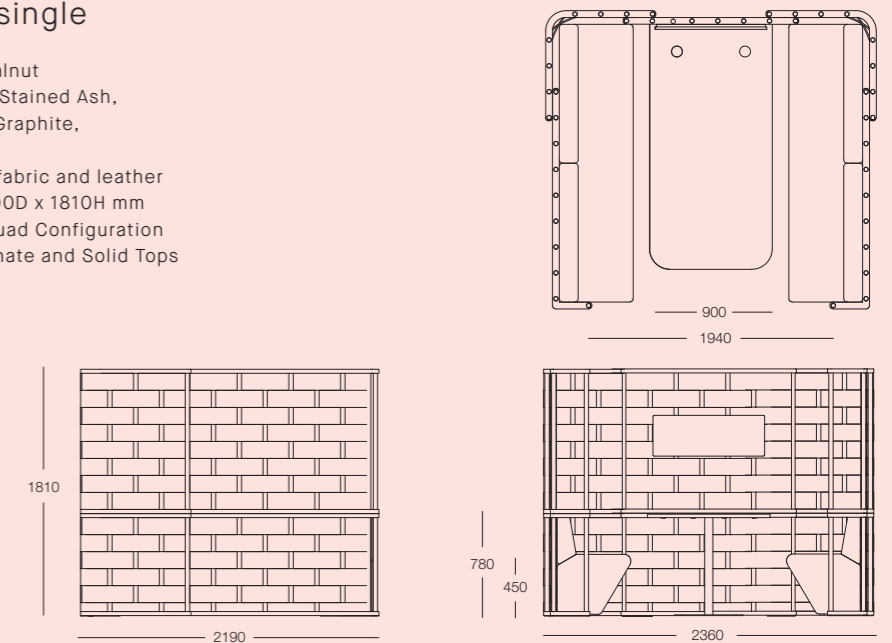 single
alnut
Stained Ash,
Graphite,
fabric and leather
00D x 1810H mm
uad Configuration
nate and Solid Tops
900
1940
1810
780
450
2190
2360